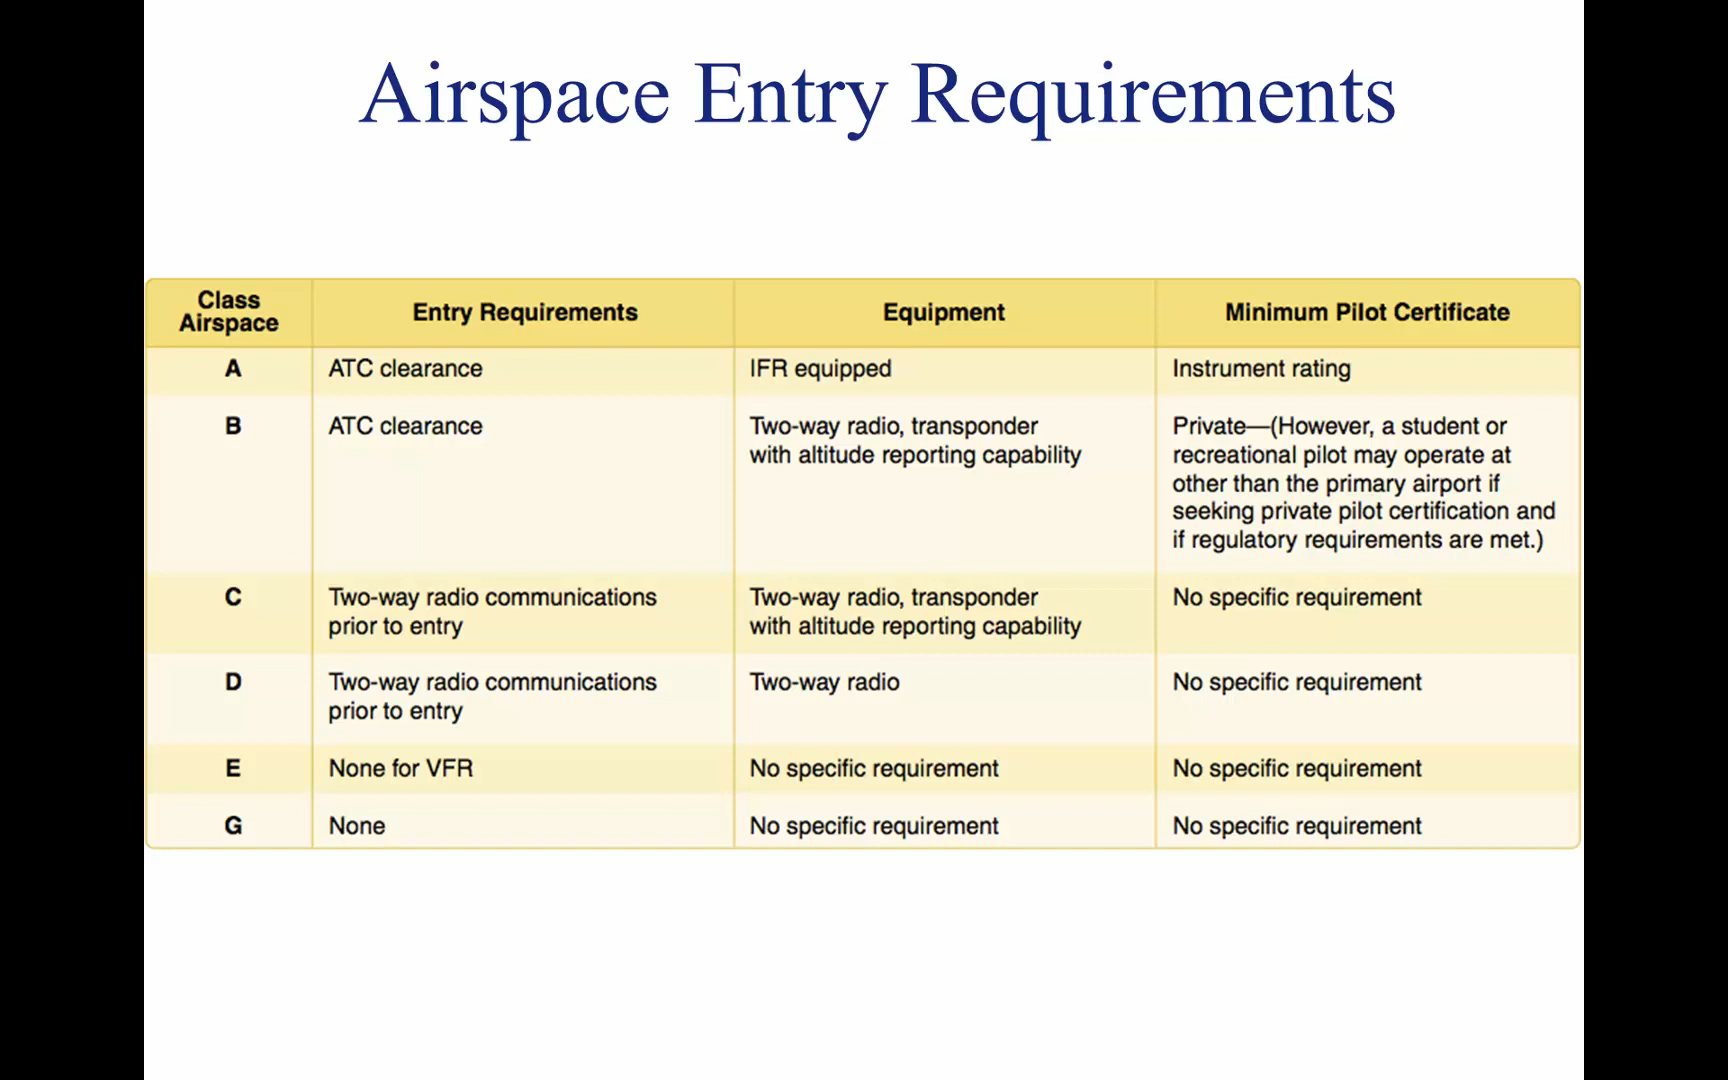 Airspace Entry Requirements
Class
Airspace
Entry Requirements
Equipment
Minimum Pilot Certificate
A
ATC clearance
IFR equipped
Instrument rating
B
ATC clearance
Two-way radio, transponder
with altitude reporting capability
Private—(However, a student or
recreational pilot may operate at
other than the primary airport if
seeking private pilot certification and
if regulatory requirements are met.)
C
Two-way radio communications
prior to entry
Two-way radio, transponder
with altitude reporting capability
No specific requirement
D
Two-way radio communications
prior to entry
Two-way radio
No specific requirement
E
None for VFR
No specific requirement
No specific requirement
G
None
No specific requirement
No specific requirement